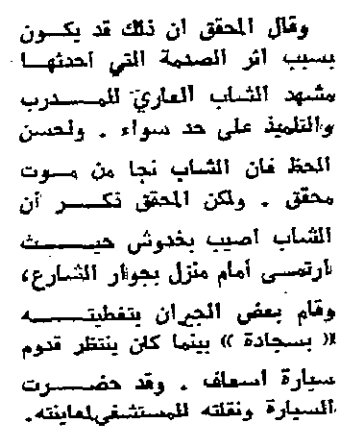 وقال المحقق ان ذلك قد يكون
بسبب اثر الصدمة التي احدثها
مشهد الشاب العاري للمدرب
والتلميذ على حد سواء . ولحسن
الحظ فان الشاب نجا من موت
محقق . ولكن المحقق نكر أن
الشاب اصيب بخدوش حيث
ارتمى أمام منزل بجوار الشارع،
وقام بعض الجيران بتغطيته
« بسجادة » بينما كان ينتظر قدوم
سيارة اسعاف . وقد حضرت
السيارة ونقلته للمستشفى لمعاينته.